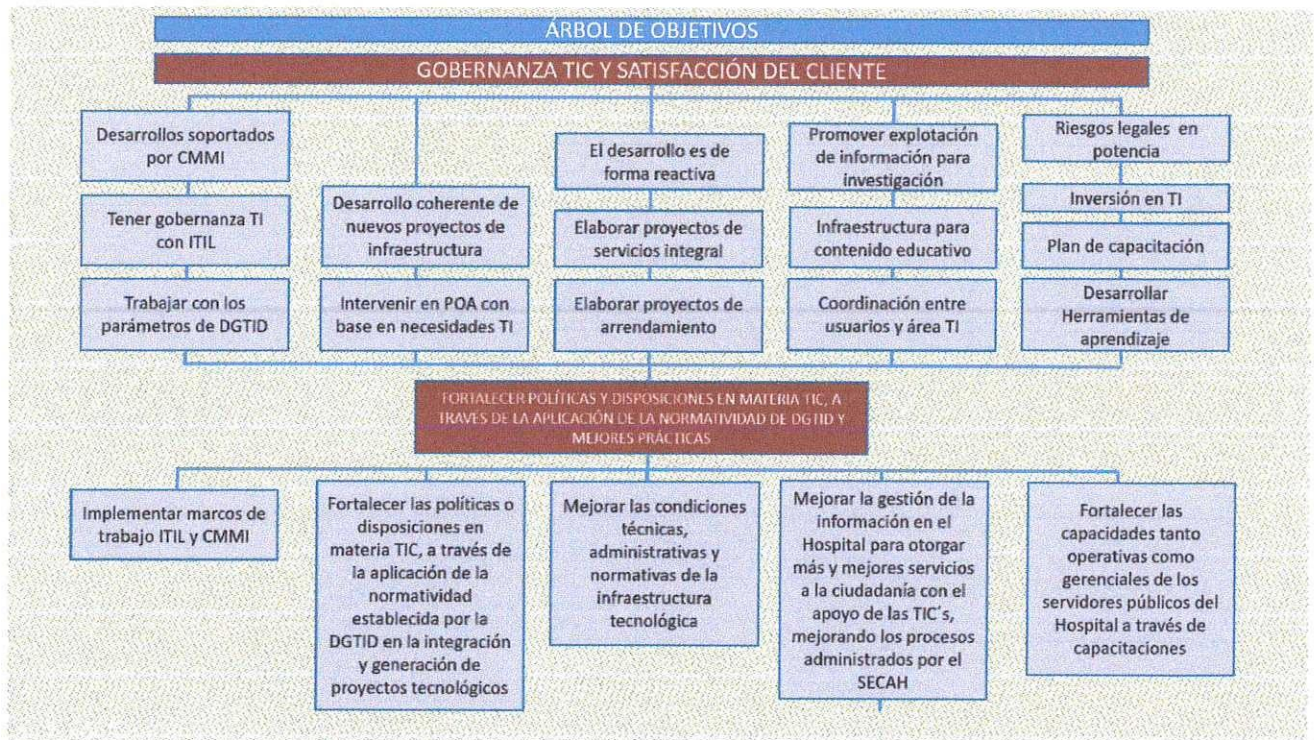 ÁRBOL DE OBJETIVOS
GOBERNANZA TIC Y SATISFACCIÓN DEL CLIENTE
Desarrollos soportados
por CMMI
Tener gobernanza TI
con ITIL
Trabajar con los
parámetros de DGTID
Desarrollo coherente de
nuevos proyectos de
infraestructura
Intervenir en POA con
base en necesidades TI
El desarrollo es de
forma reactiva
Elaborar proyectos de
servicios integral
Elaborar proyectos de
arrendamiento
Promover explotación
de información para
investigación
Infraestructura para
contenido educativo
Coordinación entre
usuarios y área TI
Riesgos legales en
potencia
Inversión en TI
Plan de capacitación
Desarrollar
Herramientas de
aprendizaje
FORTALECER POLÍTICAS Y DISPOSICIONES EN MATERIA TIC, A
TRAVÉS DE LA APLICACIÓN DE LA NORMATIVIDAD DE DGTID Y
MEJORES PRÁCTICAS
Implementar marcos de
trabajo ITIL y CMMI
Fortalecer las políticas o
disposiciones en
materia TIC, a través de
la aplicación de la
normatividad
establecida por la
DGTID en la integración
y generación de
proyectos tecnológicos
Mejorar las condiciones
técnicas,
administrativas y
normativas de la
infraestructura
tecnológica
Mejorar la gestión de la
información en el
Hospital para otorgar
más y mejores servicios
a la ciudadanía con el
apoyo de las TIC´s,
mejorando los procesos
administrados por el
SECAH
Fortalecer las
capacidades tanto
operativas como
gerenciales de los
servidores públicos del
Hospital a través de
capacitaciones